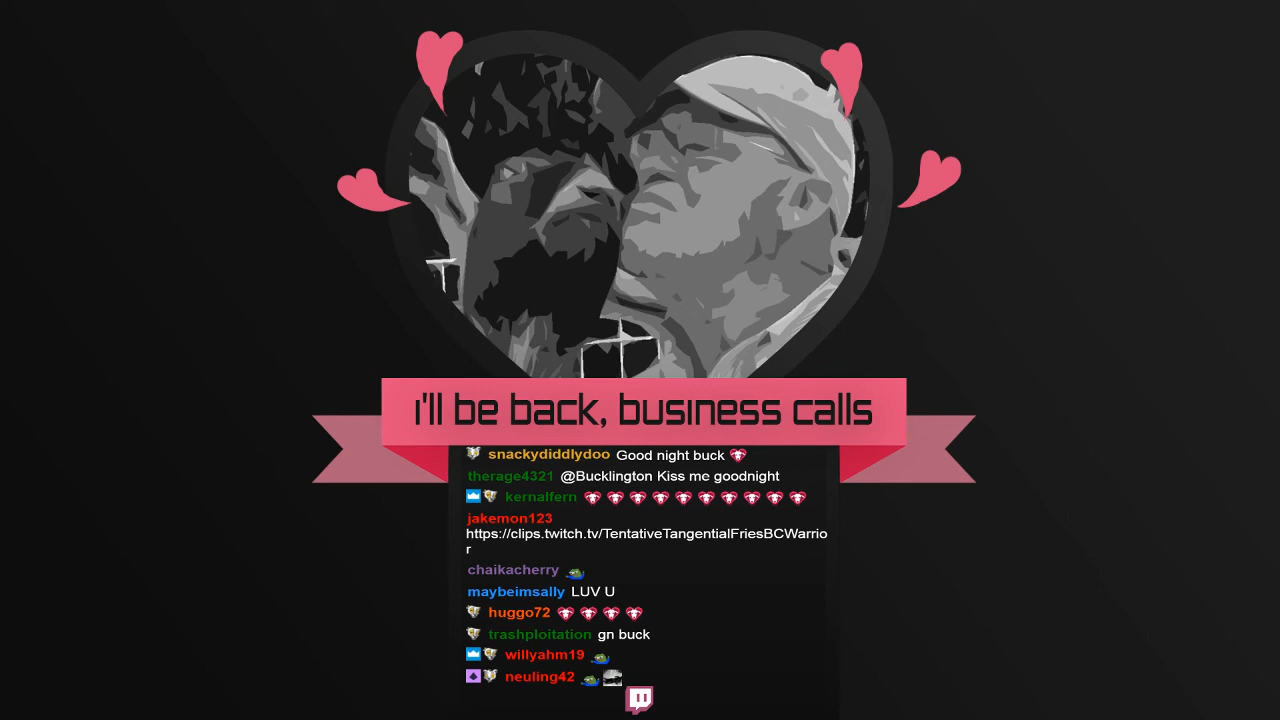 i'll be back, business calls
snackydiddlydoo Good night buck
therage4321 @Bucklington Kiss me goodnight
kernalfern
jakemon123
https://clips.twitch.tv/TentativeTangentialFriesBCWarrio
r
chaikacherry
maybeimsally LUV U
huggo72
trashploitation gn buck
willyahm19
neuling42